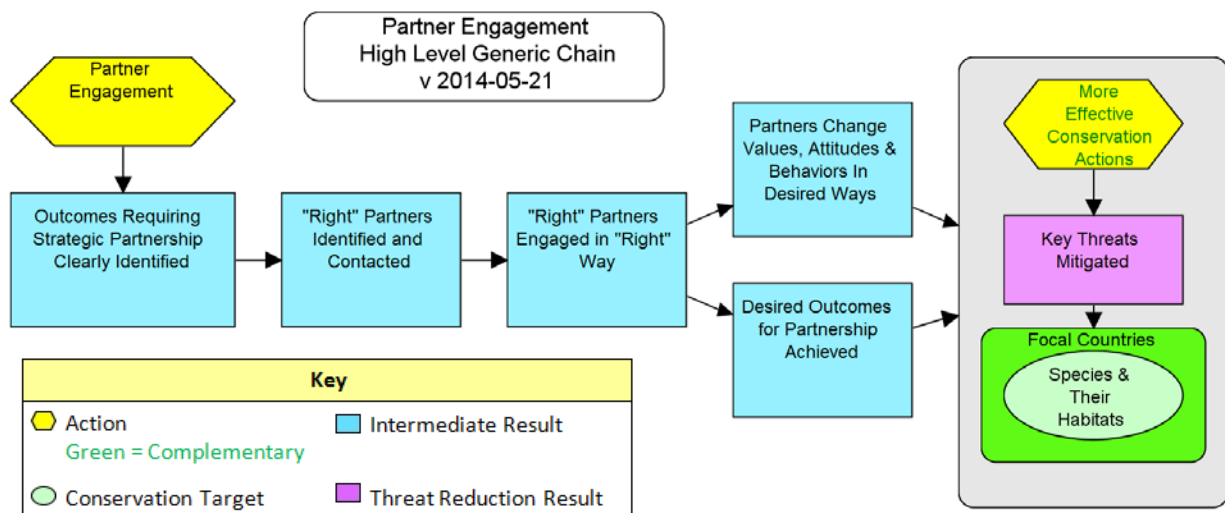 Partner Engagement
High Level Generic Chain
v 2014-05-21
Partner
Engagement
Outcomes Requiring
Strategic Partnership
Clearly Identified
"Right" Partners
Identified and
Contacted
"Right" Partners
Engaged in "Right"
Way
Partners Change
Values, Attitudes &
Behaviors In
Desired Ways
Desired Outcomes
for Partnership
Achieved
More
Effective
Conservation
Actions
Key Threats
Mitigated
Focal Countries
Species &
Their
Habitats
Key
Action
Green = Complementary
Intermediate Result
Conservation Target
Threat Reduction Result